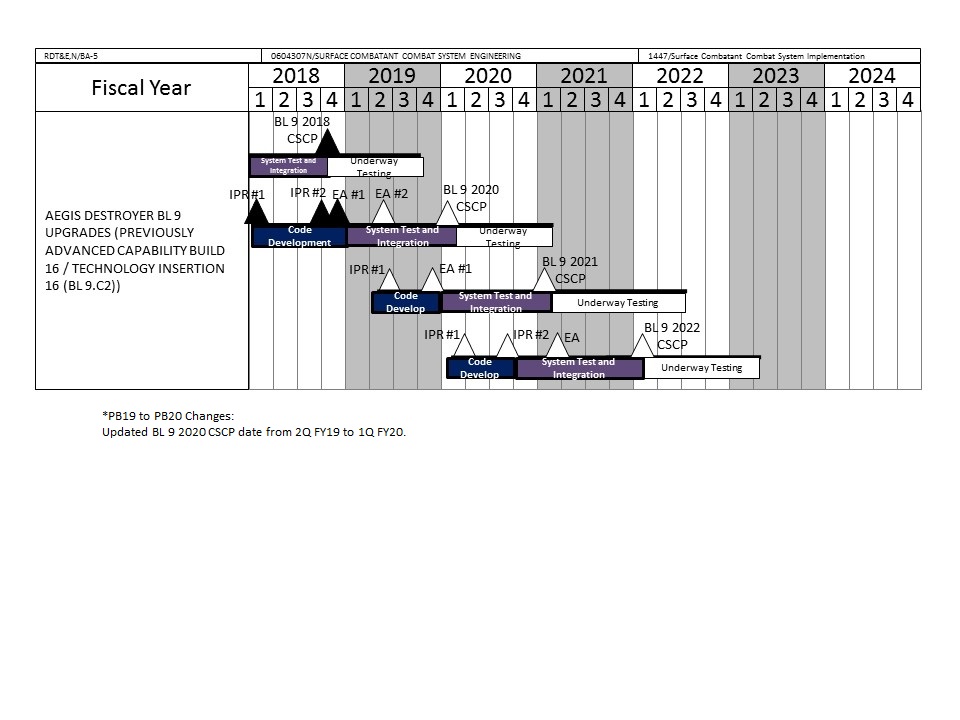 RDT&E,N/BA-5 0604307N/SURFACE COMBATANT COMBAT SYSTEM ENGINEERING 1447/Surface Combatant Combat System Implementation
Fiscal Year 2018 2019 2020 2021 2022 2023 2024
1 2 3 4 1 2 3 4 1 2 3 4 1 2 3 4 1 2 3 4 1 2 3 4 1 2 3 4
AEGIS DESTROYER BL 9
UPGRADES (PREVIOUSLY
ADVANCED CAPABILITY BUILD
16 / TECHNOLOGY INSERTION
16 (BL 9.C2))
BL 9 2018
CSCP
System Test and
Integration
Underway
Testing
IPR #1 IPR #2 EA #1 EA #2 BL 9 2020
CSCP
Code
Development
System Test and
Integration
Underway
Testing
IPR #1 EA #1 BL 9 2021
CSCP
Code
Develop
System Test and
Integration
Underway Testing
IPR #1 IPR #2 EA BL 9 2022
CSCP
Code
Develop
System Test and
Integration
Underway Testing
*PB19 to PB20 Changes:
Updated BL 9 2020 CSCP date from 2Q FY19 to 1Q FY20.